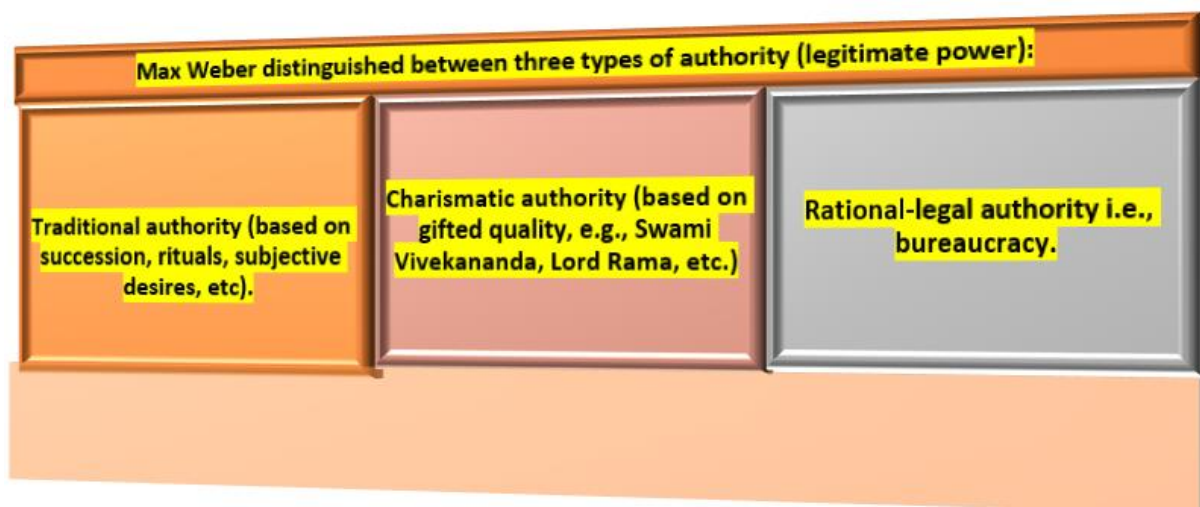 Max Weber distinguished between three types of authority (legitimate power):
Traditional authority (based on
succession, rituals, subjective
desires, etc).
Charismatic authority (based on
gifted quality, e.g., Swami
Vivekananda, Lord Rama, etc.)
Rational-legal authority i.e.,
bureaucracy.